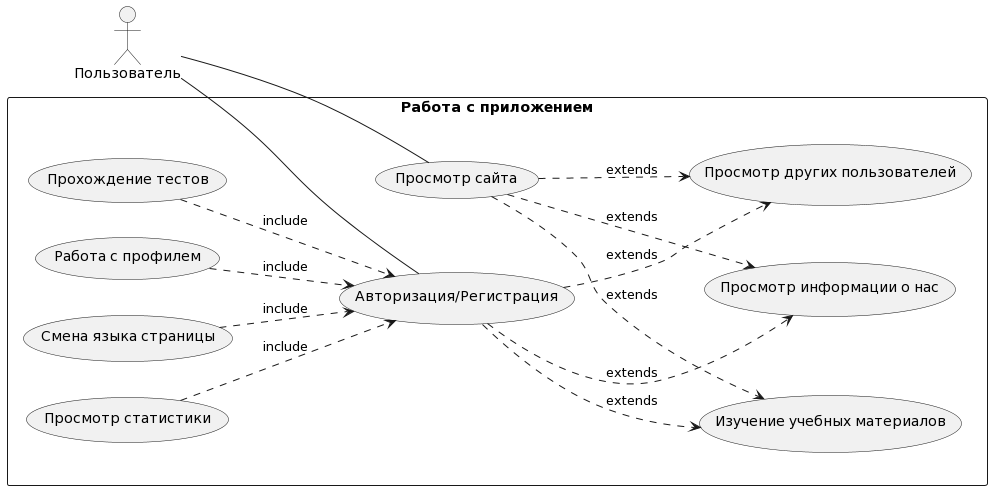 Пользователь
Работа с приложением
Просмотр других пользователей
extends
Просмотр сайта
Прохождение тестов
include
extends
extends
Работа с профилем
include
Просмотр информации о нас
extends
Авторизация/Регистрация
include
Смена языка страницы
include
extends
extends
Просмотр статистики
Изучение учебных материалов